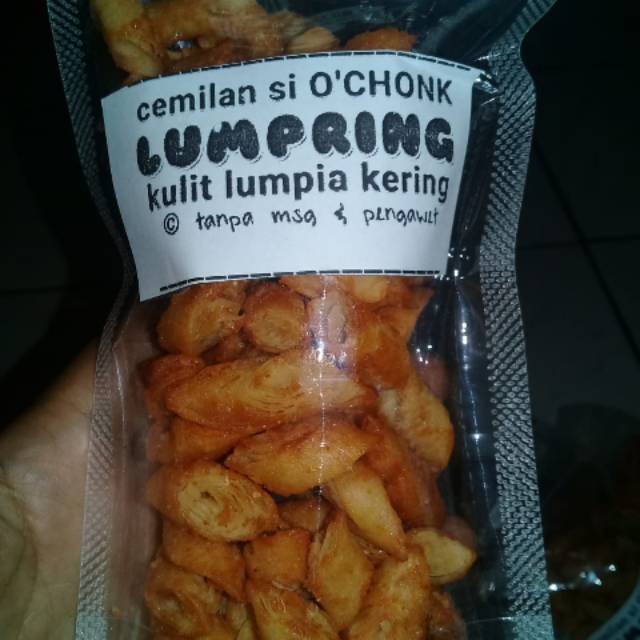 cemilan si O'CHONK
LUMPRING
kulit lumpia kering
© tanpa msg & pengawet